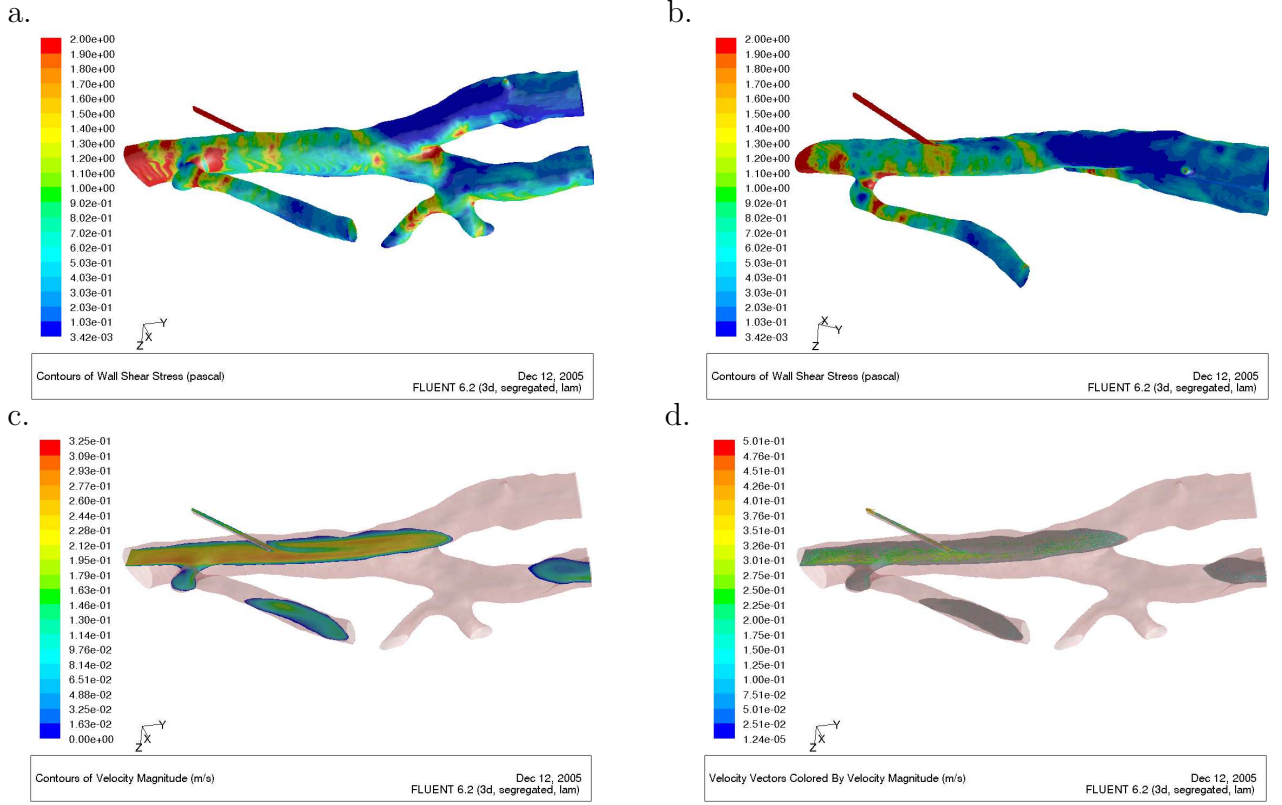 a.
2.00e+00
1.90e+00
1.80e+00
1.70e+00
1.60e+00
1.50e+00
1.40e+00
1.30e+00
1.20e+00
1.10e+00
1.00e+00
9.02e-01
8.02e-01
7.02e-01
6.02e-01
5.03e-01
4.03e-01
3.03e-01
2.03e-01
1.03e-01
3.42e-03
Y
X
Z
Contours of Wall Shear Stress (pascal)
Dec 12, 2005
FLUENT 6.2 (3d, segregated, lam)
b.
2.00e+00
1.90e+00
1.80e+00
1.70e+00
1.60e+00
1.50e+00
1.40e+00
1.30e+00
1.20e+00
1.10e+00
1.00e+00
9.02e-01
8.02e-01
7.02e-01
6.02e-01
5.03e-01
4.03e-01
3.03e-01
2.03e-01
1.03e-01
3.42e-03
X
Y
Z
Contours of Wall Shear Stress (pascal)
Dec 12, 2005
FLUENT 6.2 (3d, segregated, lam)
c.
3.25e-01
3.09e-01
2.93e-01
2.77e-01
2.60e-01
2.44e-01
2.28e-01
2.12e-01
1.95e-01
1.79e-01
1.63e-01
1.46e-01
1.30e-01
1.14e-01
9.76e-02
8.14e-02
6.51e-02
4.88e-02
3.25e-02
1.63e-02
0.00e+00
Y
X
Z
Contours of Velocity Magnitude (m/s)
Dec 12, 2005
FLUENT 6.2 (3d, segregated, lam)
d.
5.01e-01
4.76e-01
4.51e-01
4.26e-01
4.01e-01
3.76e-01
3.51e-01
3.26e-01
3.01e-01
2.75e-01
2.50e-01
2.25e-01
2.00e-01
1.75e-01
1.50e-01
1.25e-01
1.00e-01
7.51e-02
5.01e-02
2.51e-02
1.24e-05
Y
X
Z
Velocity Vectors Colored By Velocity Magnitude (m/s)
Dec 12, 2005
FLUENT 6.2 (3d, segregated, lam)